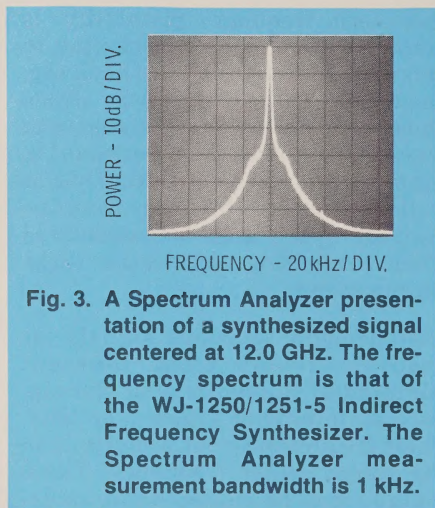 POWER - 10dB/DIV.
FREQUENCY - 20kHz/DIV.
Fig. 3. A Spectrum Analyzer presen-
tation of a synthesized signal
centered at 12.0 GHz. The fre-
quency spectrum is that of
the WJ-1250/1251-5 Indirect
Frequency Synthesizer. The
Spectrum Analyzer mea-
surement bandwidth is 1 kHz.